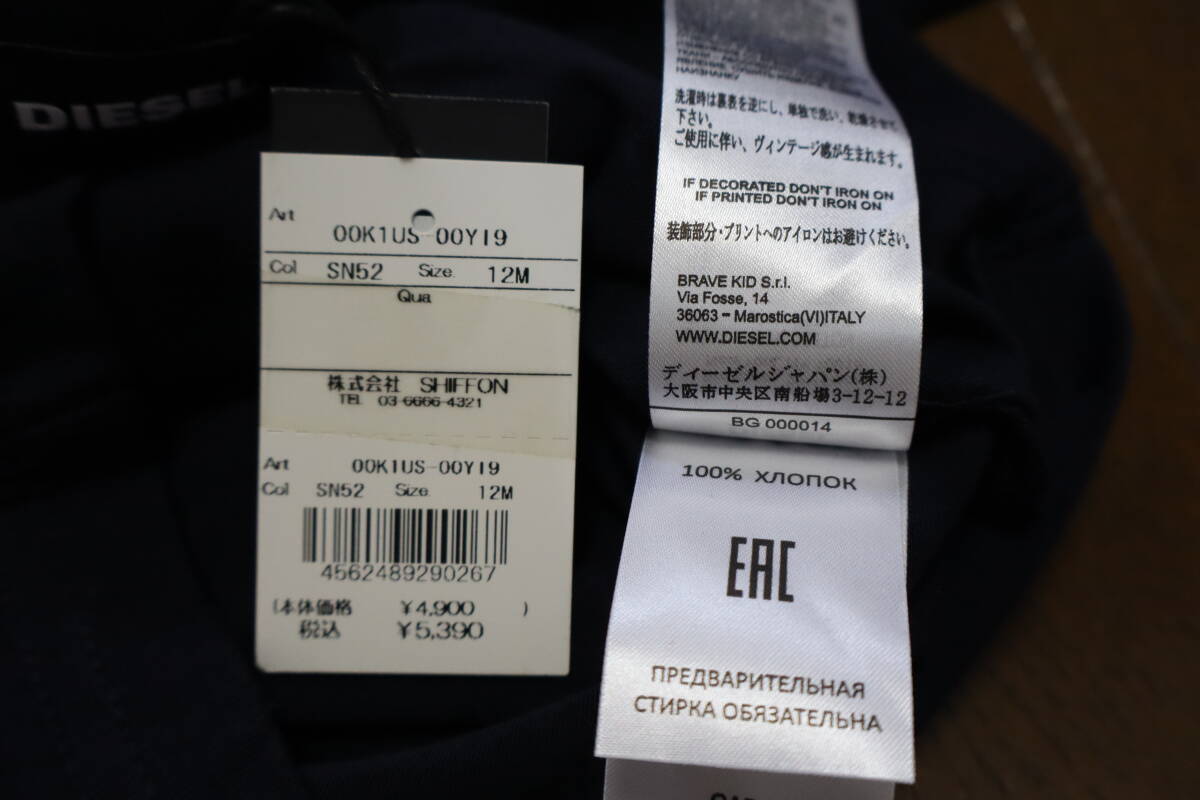 DIESEL
Art
00K1US-00YI9
Col SN52 Size. 12M
Qua
株式会社 SHIFFON
TEL 03-6666-4321
Art 00K1US-00YI9
Col SN52 Size. 12M
4562489290267
(本体価格 ¥4,900 )
税込 ¥5,390
НАИЗНАНКУ
洗濯時は裏表を逆にし、単独で洗い、乾燥させて
下さい。
ご使用に伴い、ヴィンテージ感が生まれます。
IF DECORATED DON'T IRON ON
IF PRINTED DON'T IRON ON
装飾部分・プリントへのアイロンはお避けください。
BRAVE KID S.r.l.
Via Fosse, 14
36063 - Marostica(VI)ITALY
WWW.DIESEL.COM
ディーゼルジャパン(株)
大阪市中央区南船場3-12-12
BG 000014
100% ХЛОПОК
EAC
ПРЕДВАРИТЕЛЬНАЯ
СТИРКА ОБЯЗАТЕЛЬНА